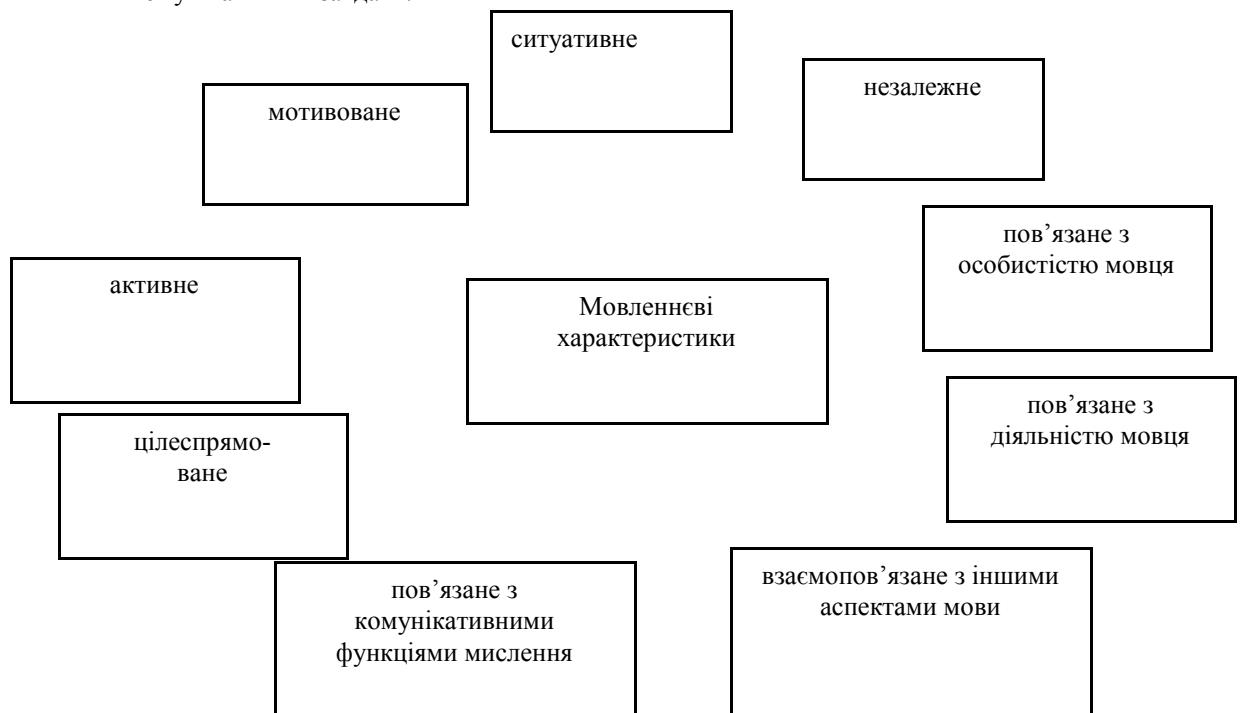 ситуативне
незалежне
мотивоване
пов’язане з
особистістю мовця
активне
Мовленнєві
характеристики
пов’язане з
діяльністю мовця
цілеспрямо-
ване
взаємопов’язане з іншими
аспектами мови
пов’язане з
комунікативними
функціями мислення